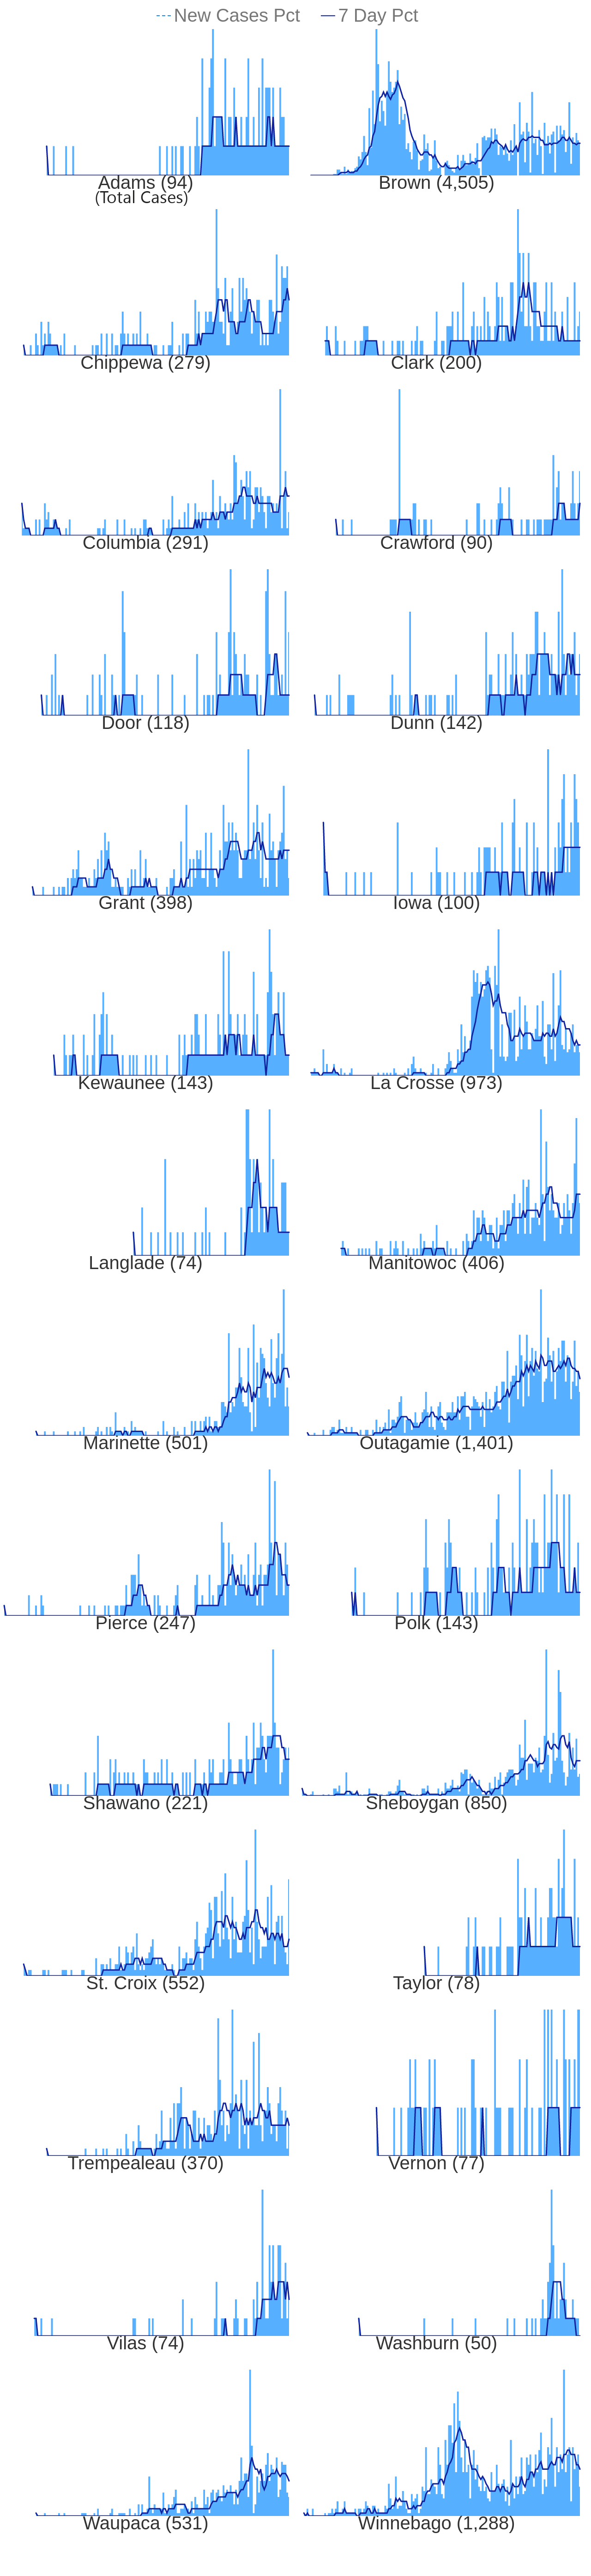 New Cases Pct 7 Day Pct
Adams (94) Brown (4,505)
(Total Cases)
Chippewa (279) Clark (200)
Columbia (291) Crawford (90)
Door (118) Dunn (142)
Grant (398) Iowa (100)
Kewaunee (143) La Crosse (973)
Langlade (74) Manitowoc (406)
Marinette (501) Outagamie (1,401)
Pierce (247) Polk (143)
Shawano (221) Sheboygan (850)
St. Croix (552) Taylor (78)
Trempealeau (370) Vernon (77)
Vilas (74) Washburn (50)
Waupaca (531) Winnebago (1,288)